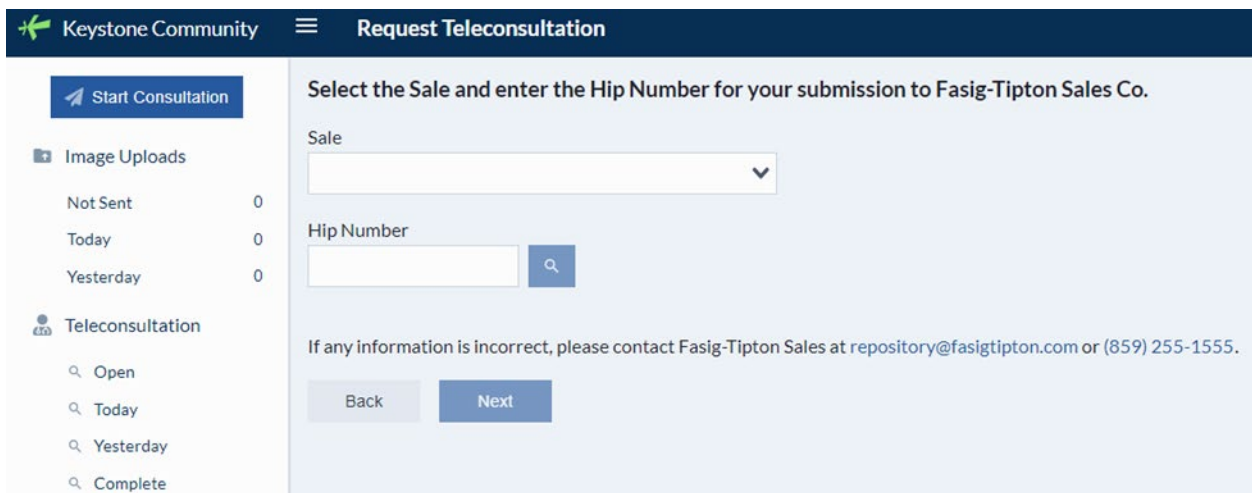 Keystone Community
Request Teleconsultation
Start Consultation
Image Uploads
Not Sent 0
Today 0
Yesterday 0
Teleconsultation
Open
Today
Yesterday
Complete
Select the Sale and enter the Hip Number for your submission to Fasig-Tipton Sales Co.
Sale
Hip Number
If any information is incorrect, please contact Fasig-Tipton Sales at repository@fasigtipton.com or (859) 255-1555.
Back
Next